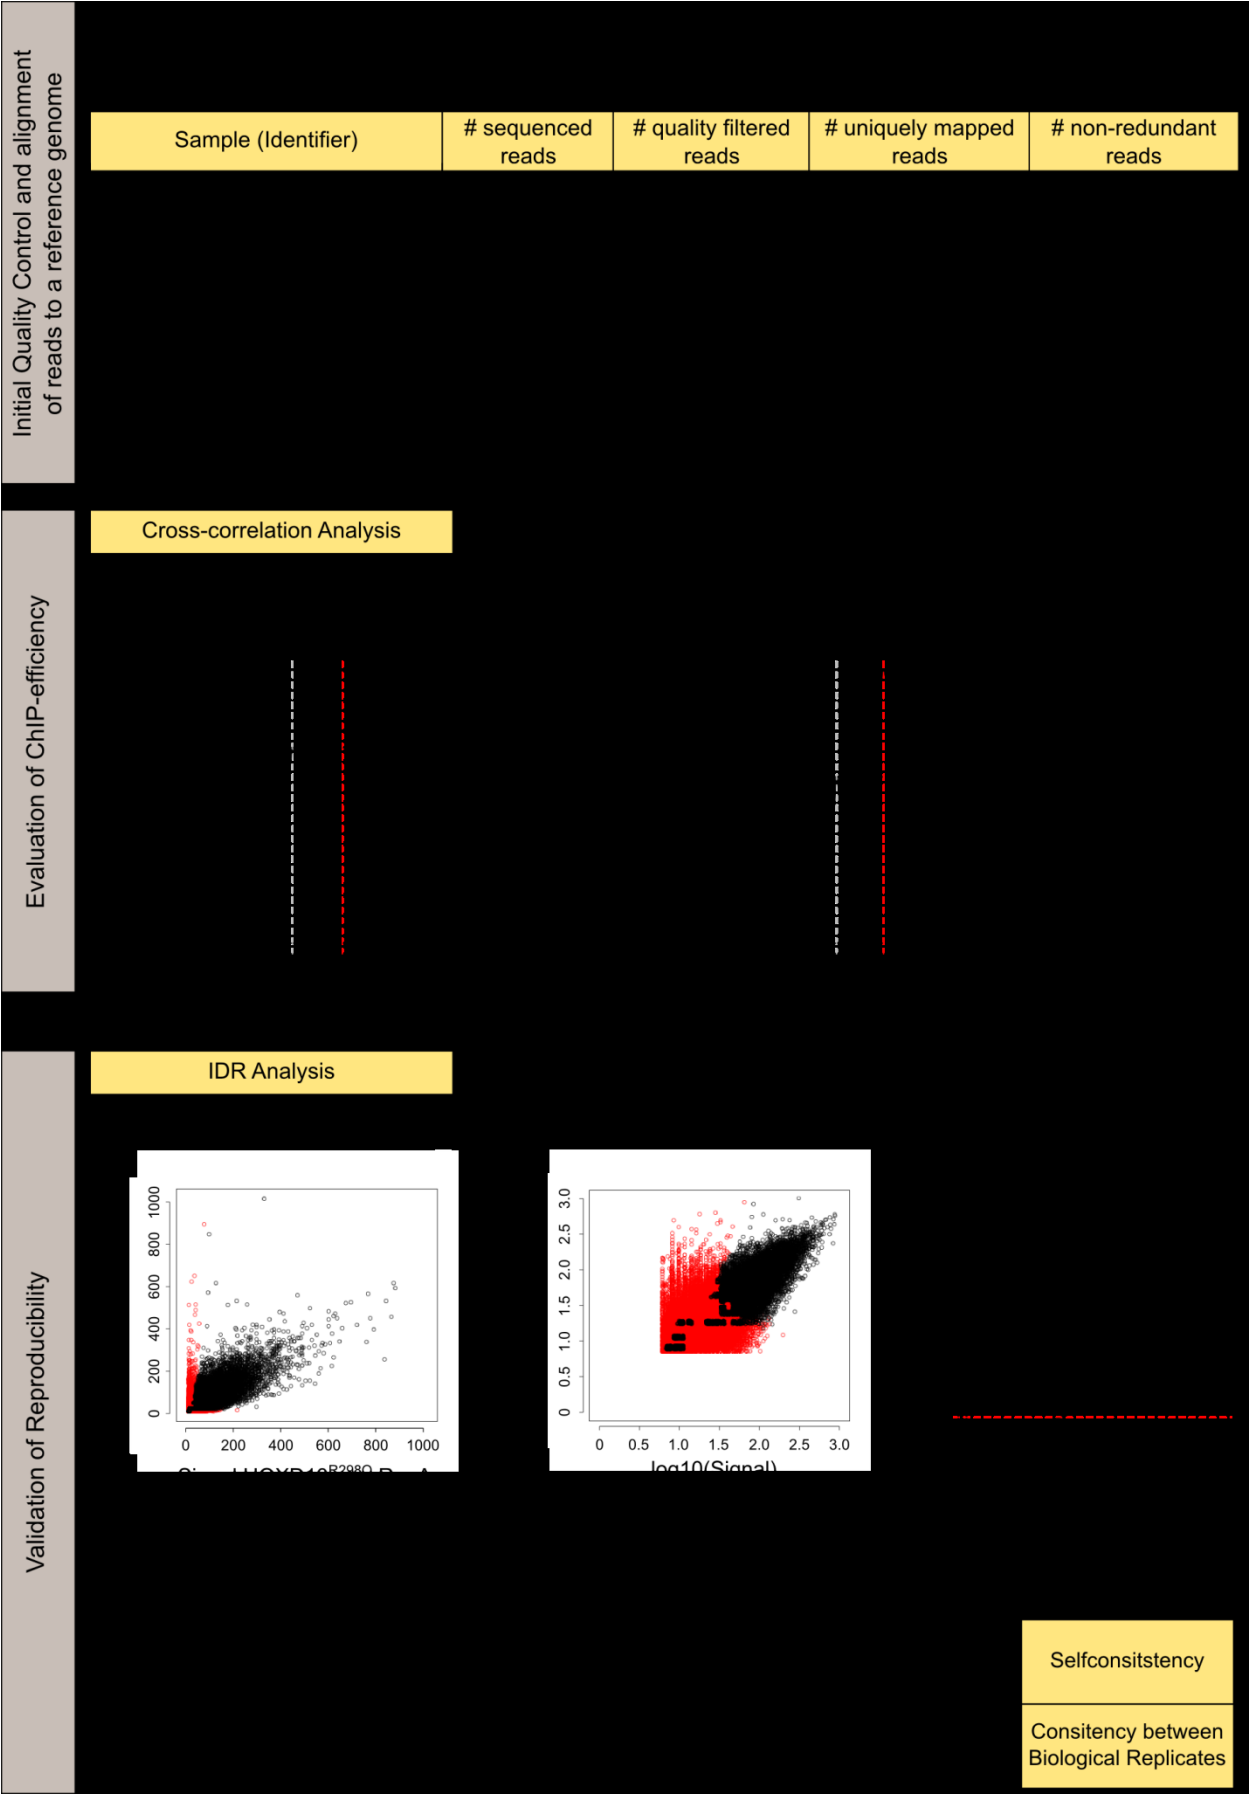 Initial Quality Control and alignment
of reads to a reference genome
Sample (Identifier)
# sequenced
reads
# quality filtered
reads
# uniquely mapped
reads
# non-redundant
reads
Evaluation of ChIP-efficiency
Cross-correlation Analysis
Validation of Reproducibility
IDR Analysis
1000
800
600
400
200
0
0 200 400 600 800 1000
3.0
2.5
2.0
1.5
1.0
0.5
0
0 0.5 1.0 1.5 2.0 2.5 3.0
log10(Signal)
Selfconsitstency
Consitency between
Biological Replicates